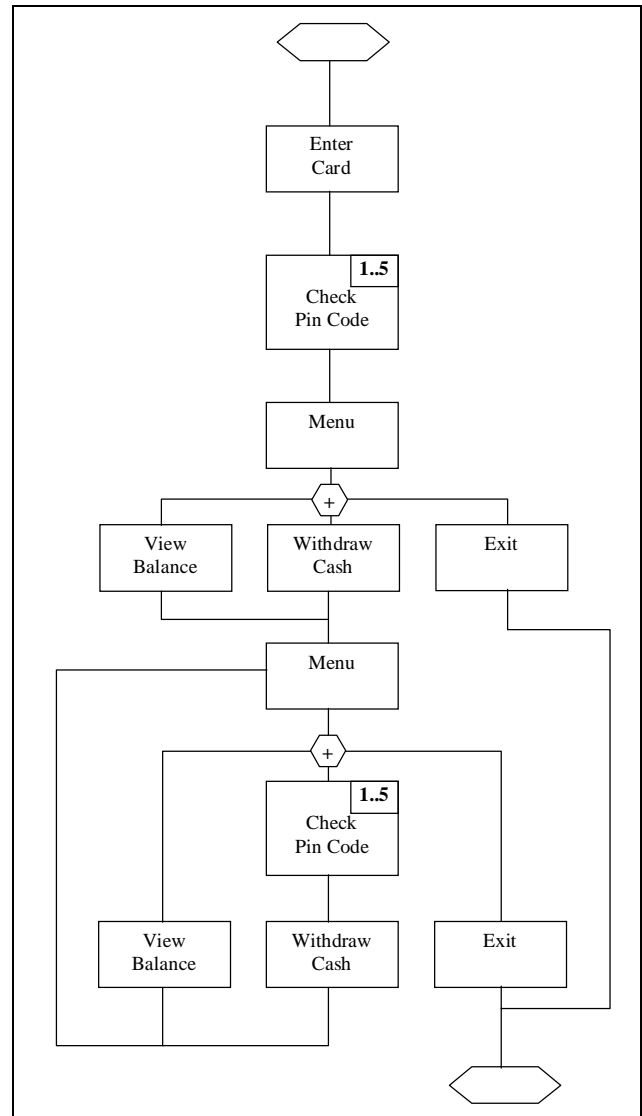 Enter
Card
1..5
Check
Pin Code
Menu
+
View
Balance
Withdraw
Cash
Exit
Menu
+
1..5
Check
Pin Code
View
Balance
Withdraw
Cash
Exit